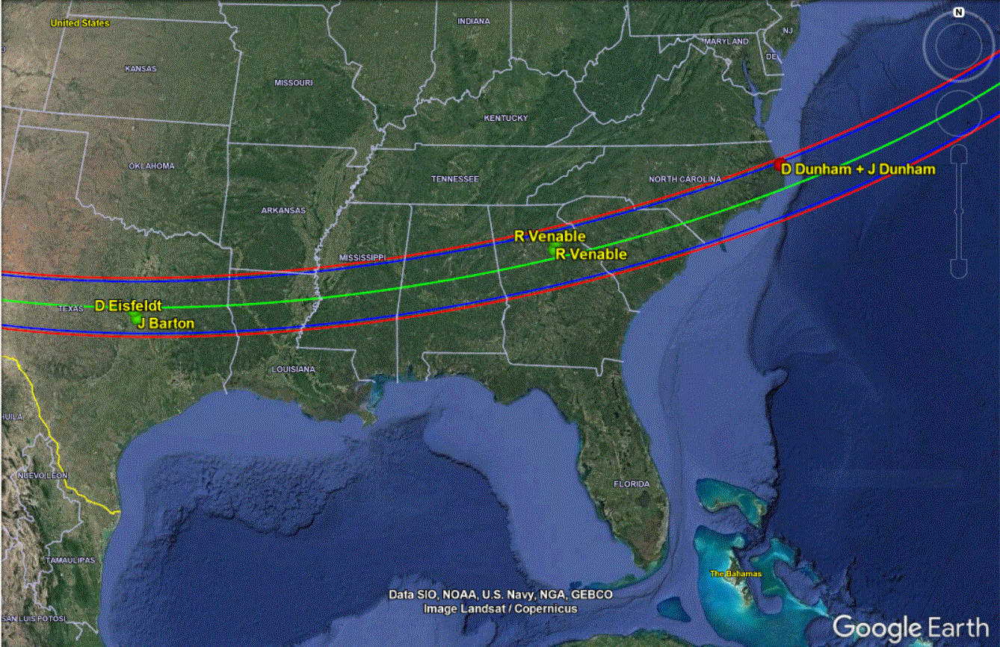 United States
INDIANA
N
NJ
MARYLAND
DE
KANSAS
MISSOURI
KENTUCKY
OKLAHOMA
TENNESSEE
NORTH CAROLINA
D Dunham + J Dunham
ARKANSAS
R Venable
R Venable
MISSISSIPPI
D Eisfeldt
TEXAS
J Barton
LOUISIANA
HUILA
NUEVO LEON
FLORIDA
TAMAULIPAS
The Bahamas
Data SIO, NOAA, U.S. Navy, NGA, GEBCO
Image Landsat / Copernicus
SAN LUIS POTOSI
Google Earth